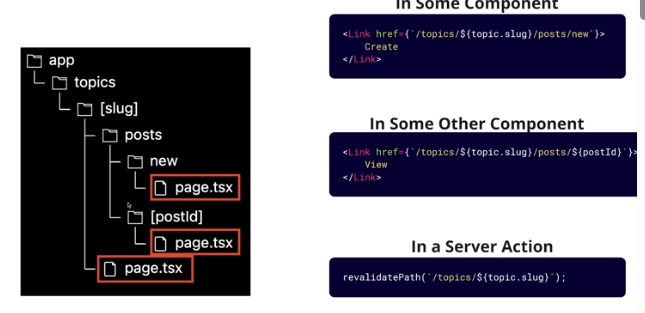 app
topics
[slug]
posts
new
page.tsx
[postId]
page.tsx
page.tsx
In Some Component
<Link href={`/topics/${topic.slug}/posts/new`}>
Create
</Link>
In Some Other Component
<Link href={`/topics/${topic.slug}/posts/${postId}`}>
View
</Link>
In a Server Action
revalidatePath(`/topics/${topic.slug}`);